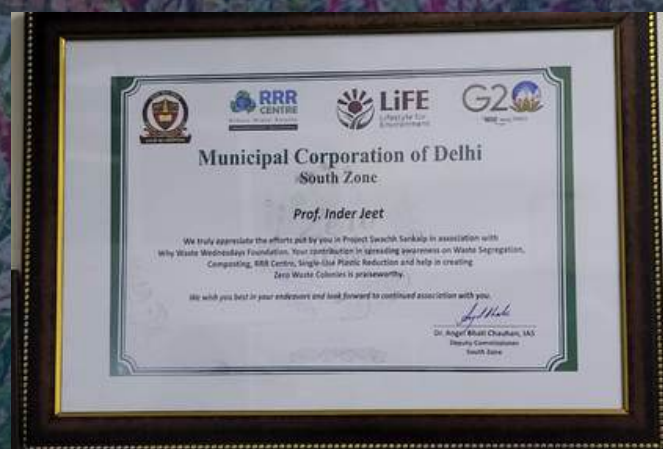 RRR
CENTRE
LiFE
Lifestyle for
Environment
G20
Municipal Corporation of Delhi
South Zone
Prof. Inder Jeet
We truly appreciate the efforts put by you in Project Swachh Sankalp in association with
Why Waste Wednesdays Foundation. Your contribution in spreading awareness on Waste Segregation,
Composting, RRR Centre, Single-Use Plastic Reduction and help in creating
Zero Waste Colonies is praiseworthy.
We wish you best in your endeavors and look forward to continued association with you.
Dr. Angel Bhati Chauhan, IAS
Deputy Commissioner
South Zone